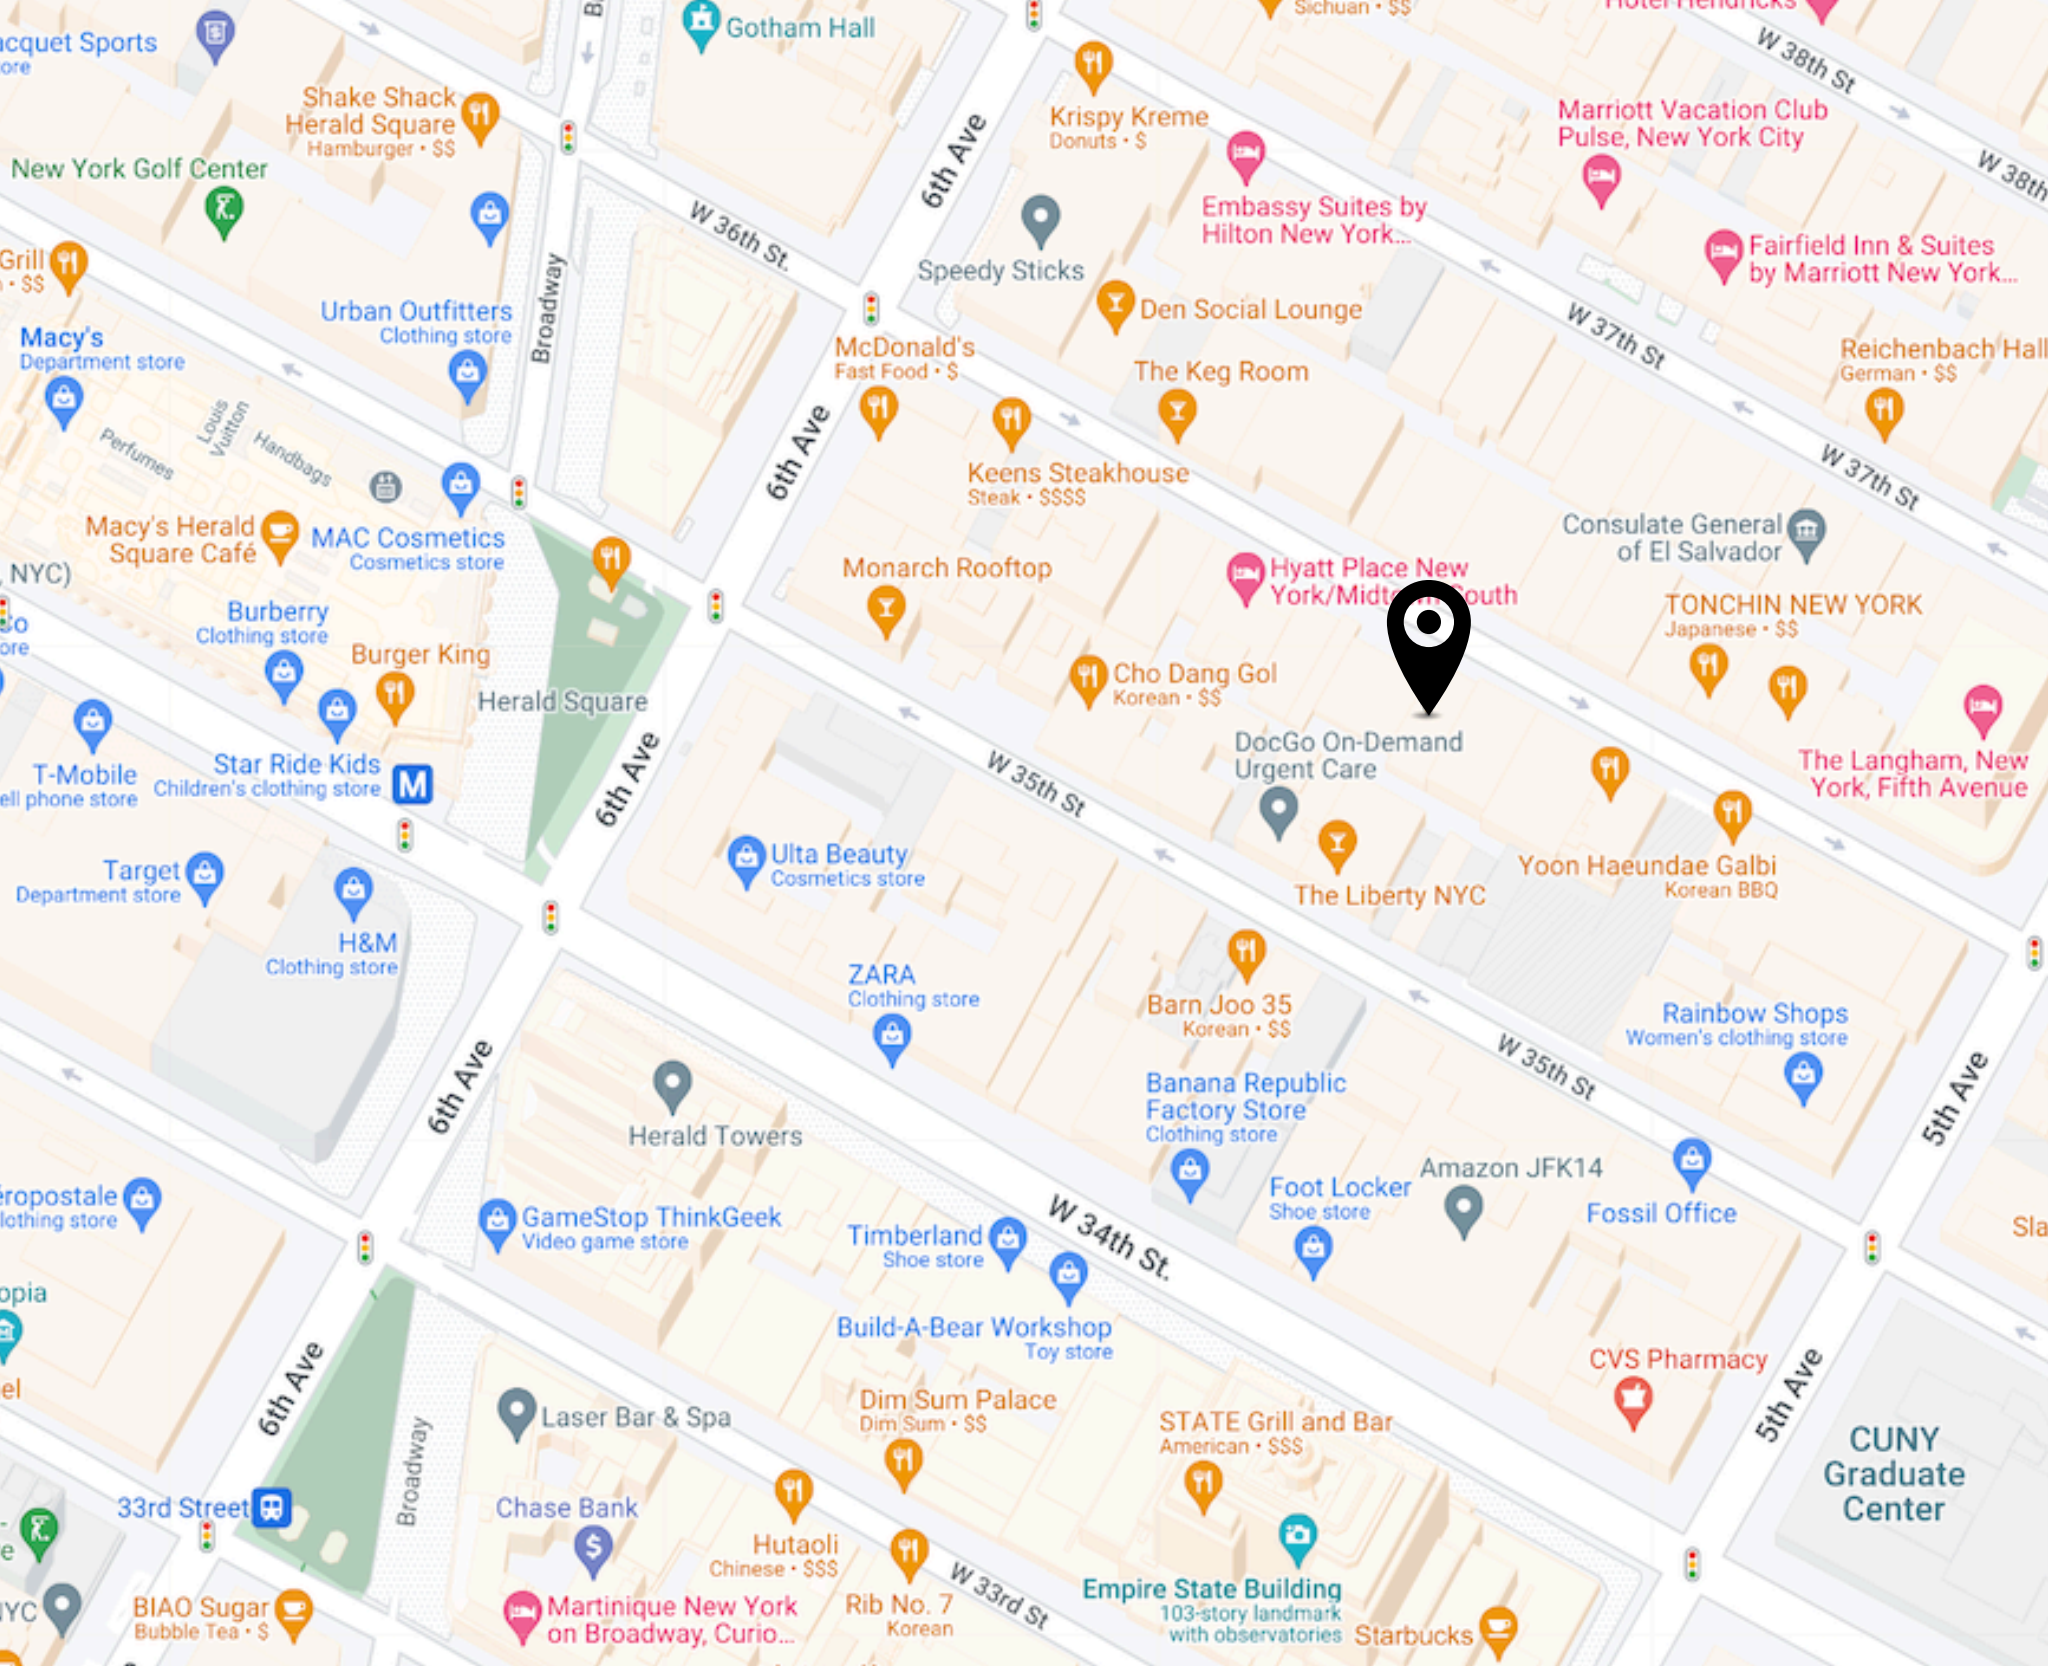 Sichuan • $$
Hotel Hendricks
Gotham Hall
acquet Sports
ore
W 38th St
Shake Shack
Herald Square
Hamburger • $$
Krispy Kreme
Donuts • $
6th Ave
Marriott Vacation Club
Pulse, New York City
New York Golf Center
W 38th
Embassy Suites by
Hilton New York...
W 36th St.
Fairfield Inn & Suites
by Marriott New York...
Grill
• $$
Speedy Sticks
Broadway
Urban Outfitters
Clothing store
Den Social Lounge
W 37th St
Macy's
Department store
McDonald's
Fast Food • $
The Keg Room
Reichenbach Hall
German • $$
Louis
Vuitton
Perfumes
Handbags
6th Ave
Keens Steakhouse
Steak • $$$$
W 37th St
Macy's Herald
Square Café
MAC Cosmetics
Cosmetics store
Consulate General
of El Salvador
, NYC)
Monarch Rooftop
Hyatt Place New
York/Midtown South
Burberry
Clothing store
TONCHIN NEW YORK
Japanese • $$
ore
Burger King
Cho Dang Gol
Korean • $$
Herald Square
DocGo On-Demand
Urgent Care
T-Mobile
ell phone store
Star Ride Kids
Children's clothing store
M
6th Ave
W 35th St
The Langham, New
York, Fifth Avenue
Target
Department store
Ulta Beauty
Cosmetics store
The Liberty NYC
Yoon Haeundae Galbi
Korean BBQ
H&M
Clothing store
ZARA
Clothing store
Barn Joo 35
Korean • $$
Rainbow Shops
Women's clothing store
W 35th St
6th Ave
5th Ave
Banana Republic
Factory Store
Clothing store
Herald Towers
Amazon JFK14
Foot Locker
Shoe store
Fossil Office
éropostale
lothing store
GameStop ThinkGeek
Video game store
Timberland
Shoe store
W 34th St.
Sla
opia
Build-A-Bear Workshop
Toy store
CVS Pharmacy
el
6th Ave
Dim Sum Palace
Dim Sum • $$
5th Ave
Laser Bar & Spa
STATE Grill and Bar
American • $$$
CUNY
Graduate
Center
Broadway
33rd Street
Chase Bank
$
Hutaoli
Chinese • $$$
e
W 33rd St
Empire State Building
103-story landmark
with observatories
BIAO Sugar
Bubble Tea • $
Martinique New York
on Broadway, Curio...
Rib No. 7
Korean
Starbucks
YC